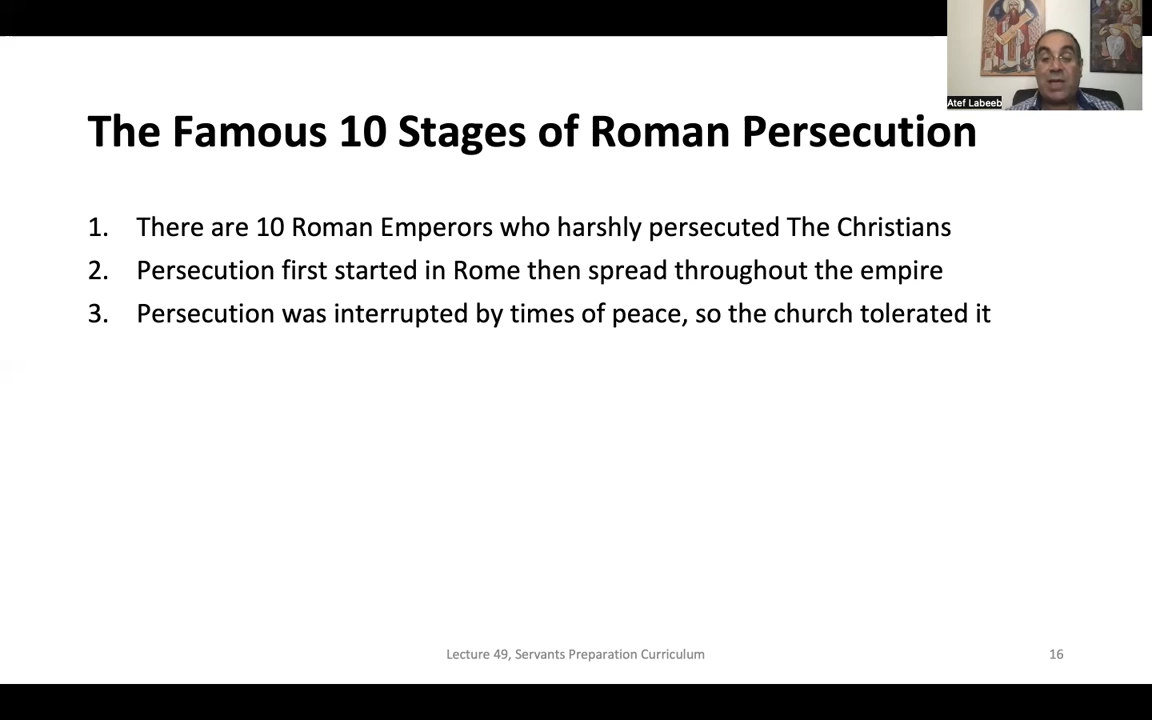 Atef Labeeb
The Famous 10 Stages of Roman Persecution
1. There are 10 Roman Emperors who harshly persecuted The Christians
2. Persecution first started in Rome then spread throughout the empire
3. Persecution was interrupted by times of peace, so the church tolerated it
Lecture 49, Servants Preparation Curriculum
16